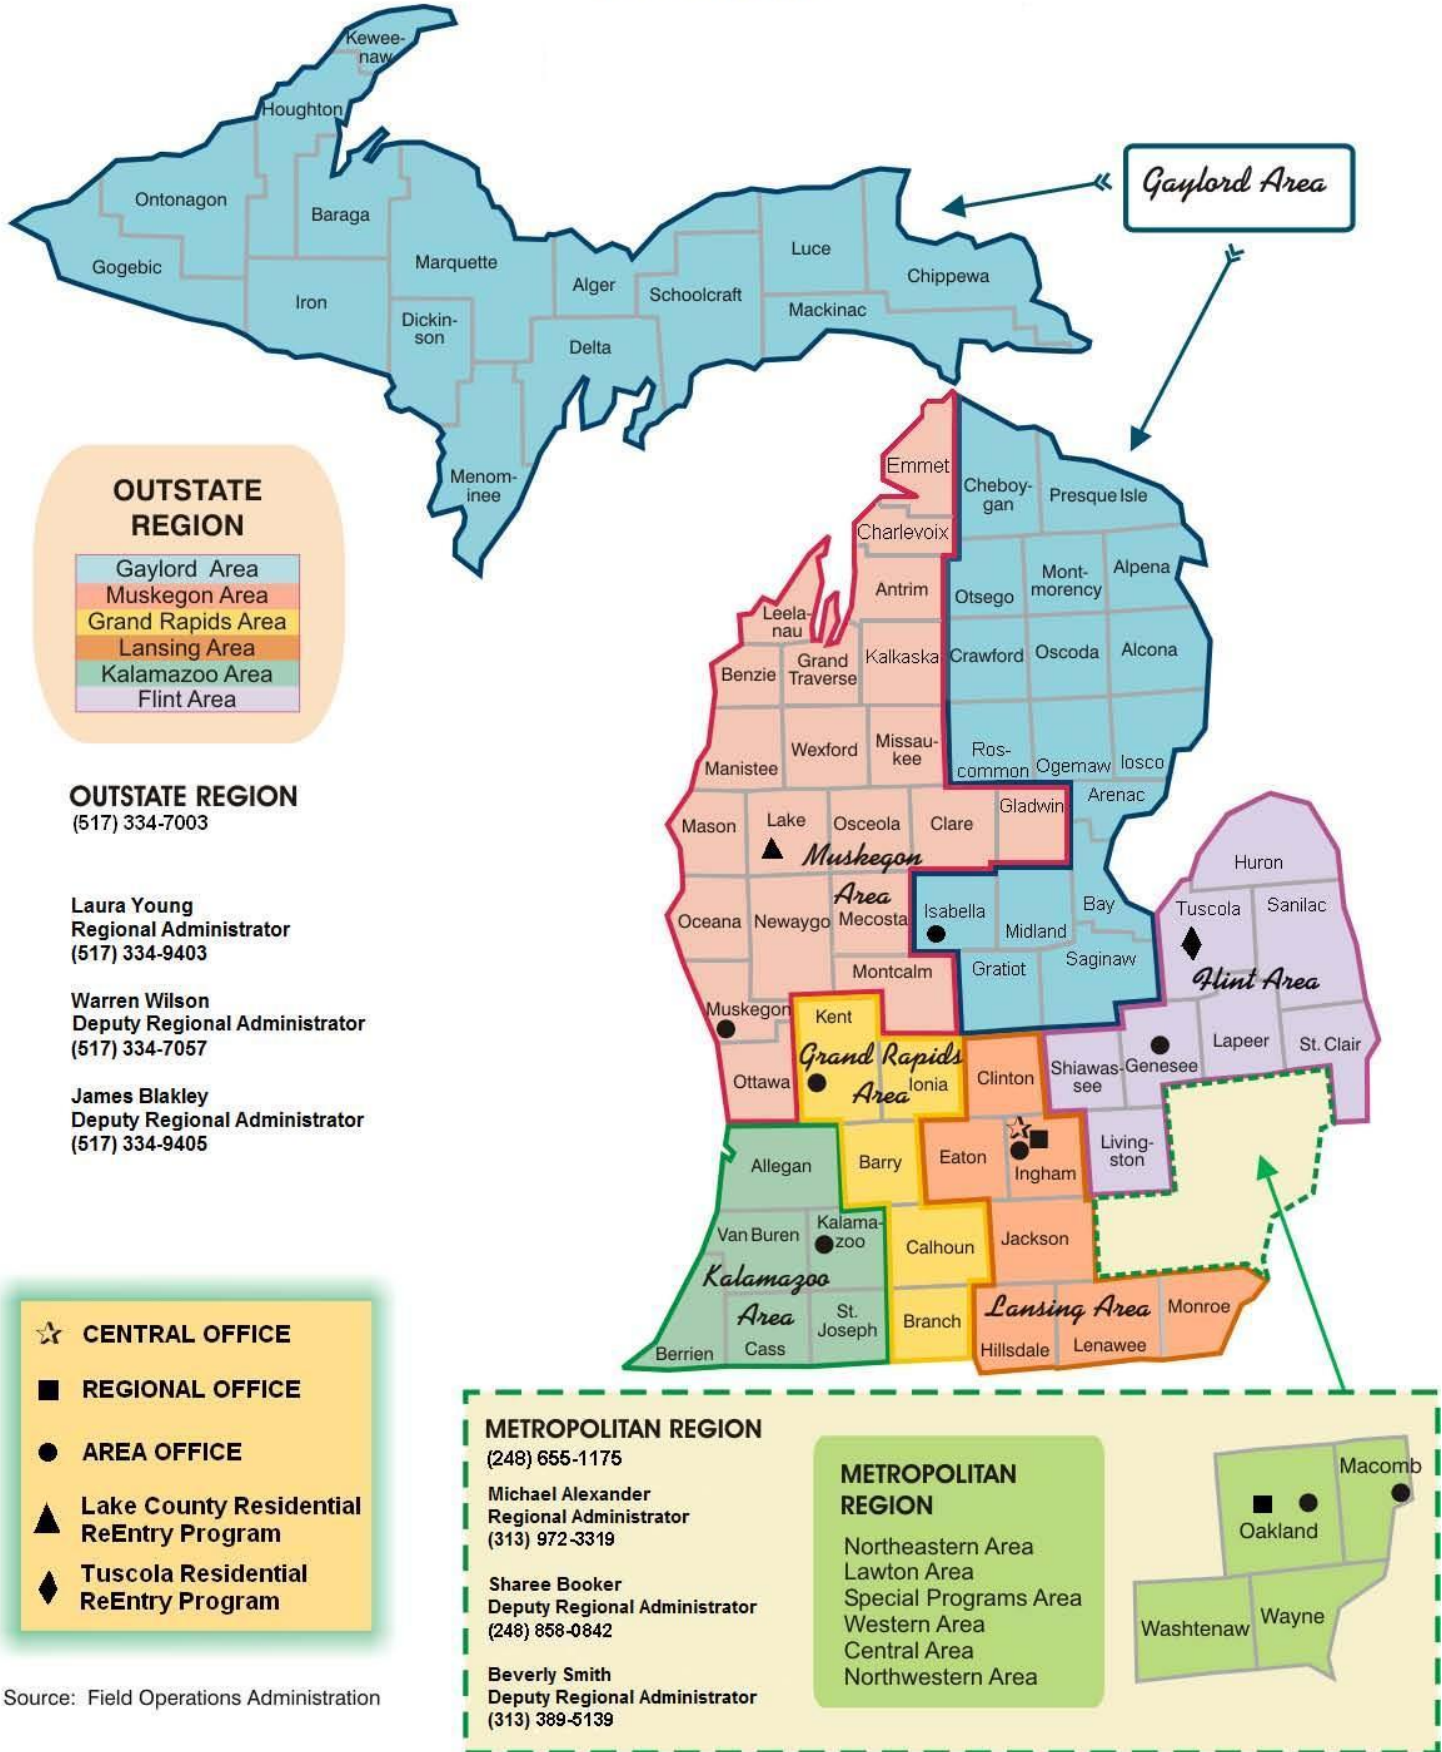 Kewee-
naw
Houghton
Ontonagon
Baraga
Gogebic
Marquette
Iron
Dickin-
son
Alger
Schoolcraft
Luce
Chippewa
Mackinac
Delta
Menom-
inee
Gaylord Area
OUTSTATE
REGION
Gaylord Area
Muskegon Area
Grand Rapids Area
Lansing Area
Kalamazoo Area
Flint Area
OUTSTATE REGION
(517) 334-7003
Laura Young
Regional Administrator
(517) 334-9403
Warren Wilson
Deputy Regional Administrator
(517) 334-7057
James Blakley
Deputy Regional Administrator
(517) 334-9405
Emmet
Cheboy-
gan
Presque Isle
Charlevoix
Antrim
Otsego
Mont-
morency
Alpena
Leela-
nau
Benzie
Grand
Traverse
Kalkaska
Crawford
Oscoda
Alcona
Manistee
Wexford
Missau-
kee
Ros-
common
Ogemaw
Iosco
Arenac
Gladwin
Mason
Lake
Osceola
Clare
Muskegon
Area
Oceana
Newaygo
Mecosta
Isabella
Midland
Bay
Huron
Tuscola
Sanilac
Flint Area
Montcalm
Gratiot
Saginaw
Muskegon
Kent
Grand Rapids
Area
Ottawa
Ionia
Clinton
Shiawas-
see
Genesee
Lapeer
St. Clair
Allegan
Barry
Eaton
Ingham
Living-
ston
Van Buren
Kalama-
zoo
Calhoun
Jackson
Kalamazoo
Area
Berrien
Cass
St.
Joseph
Branch
Lansing Area
Hillsdale
Lenawee
Monroe
CENTRAL OFFICE
REGIONAL OFFICE
AREA OFFICE
Lake County Residential
ReEntry Program
Tuscola Residential
ReEntry Program
Source: Field Operations Administration
METROPOLITAN REGION
(248) 655-1175
Michael Alexander
Regional Administrator
(313) 972-3319
Sharee Booker
Deputy Regional Administrator
(248) 858-0842
Beverly Smith
Deputy Regional Administrator
(313) 389-5139
METROPOLITAN
REGION
Northeastern Area
Lawton Area
Special Programs Area
Western Area
Central Area
Northwestern Area
Macomb
Oakland
Washtenaw
Wayne